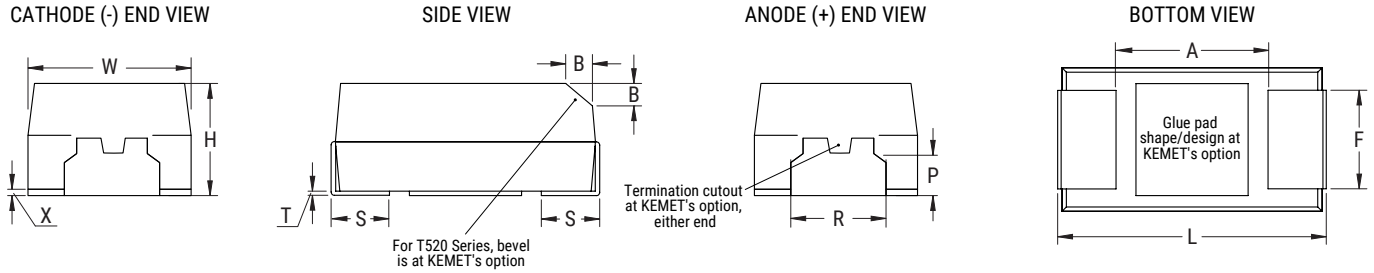 CATHODE (-) END VIEW
SIDE VIEW
ANODE (+) END VIEW
BOTTOM VIEW
W
H
X
B
B
T
S
S
For T520 Series, bevel
is at KEMET's option
Termination cutout
at KEMET's option,
either end
P
R
A
Glue pad
shape/design at
KEMET's option
F
L